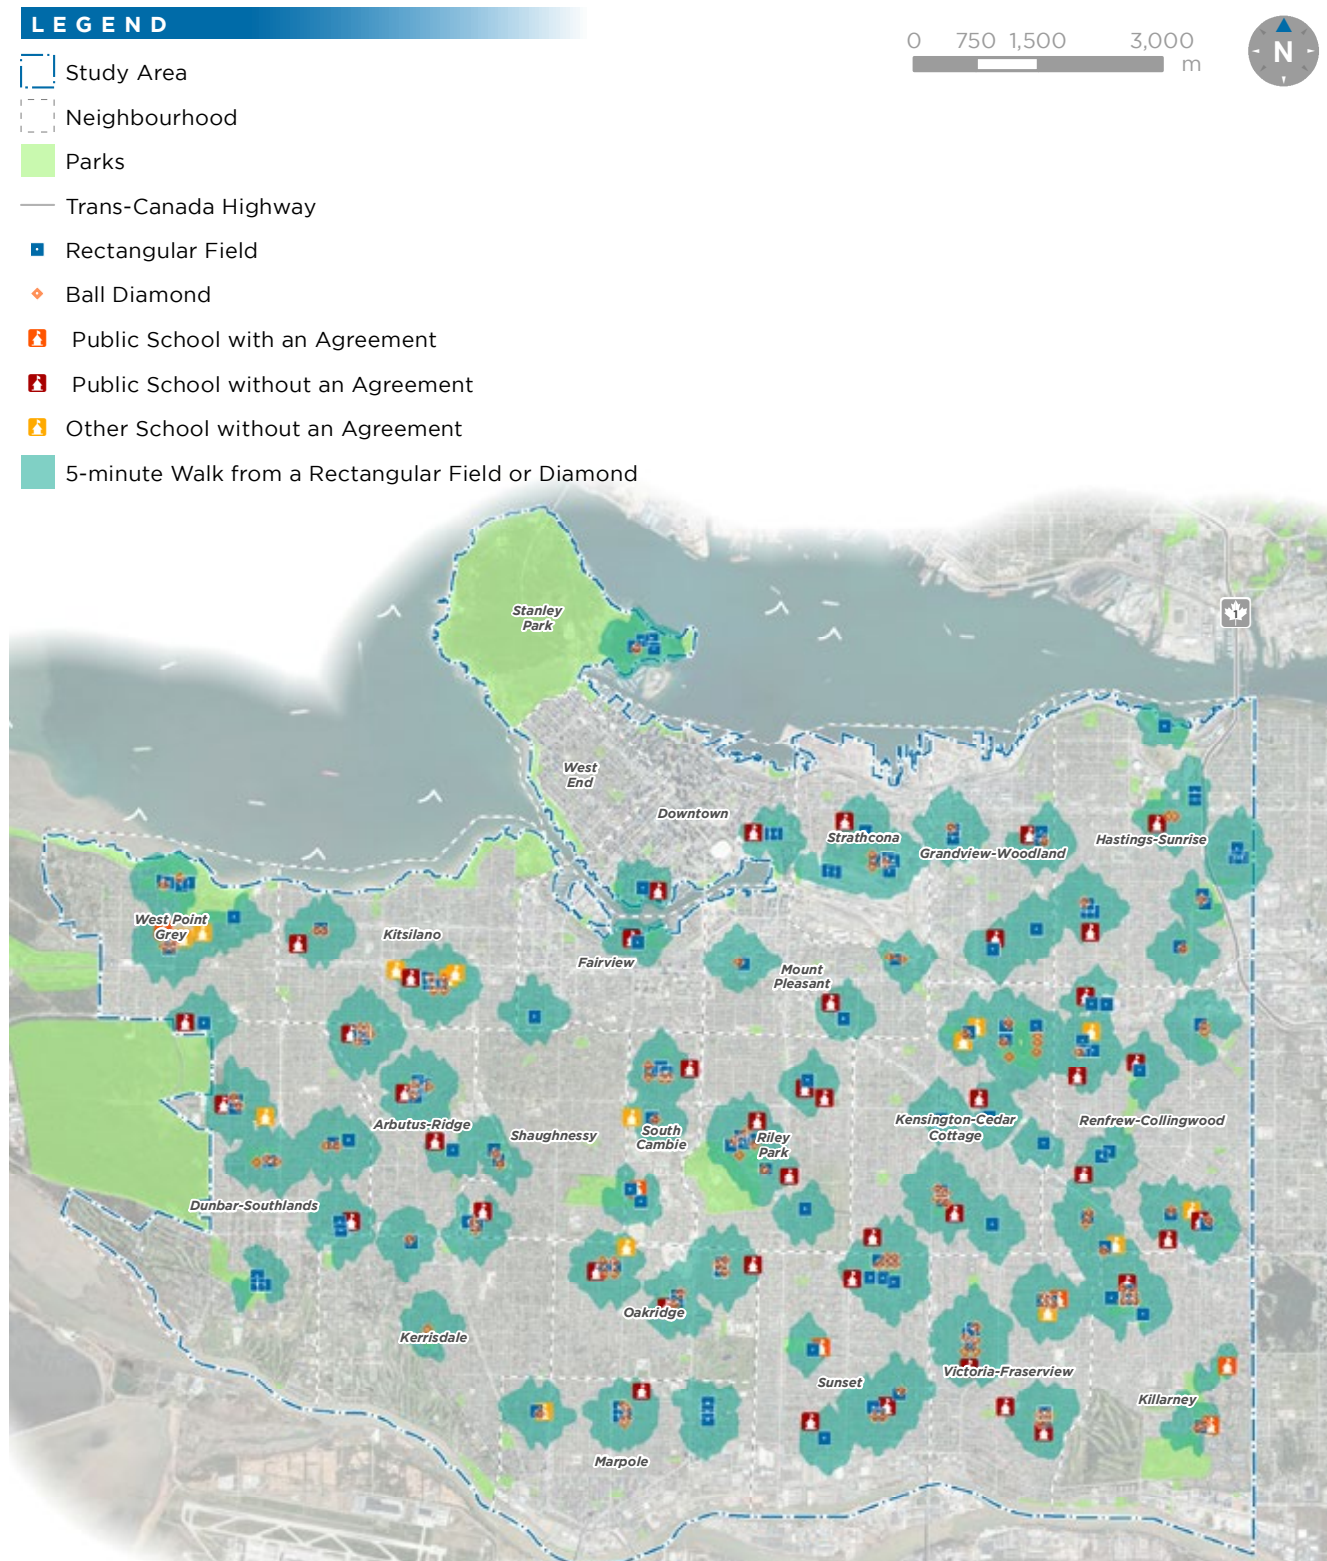 LEGEND
Study Area
Neighbourhood
Parks
Trans-Canada Highway
Rectangular Field
Ball Diamond
Public School with an Agreement
Public School without an Agreement
Other School without an Agreement
5-minute Walk from a Rectangular Field or Diamond
0 750 1,500 3,000
m
N
Stanley
Park
1
West
End
Downtown
Strathcona
Grandview-Woodland
Hastings-Sunrise
West Point
Grey
Kitsilano
Fairview
Mount
Pleasant
Arbutus-Ridge
Shaughnessy
South
Cambie
Riley
Park
Kensington-Cedar
Cottage
Renfrew-Collingwood
Dunbar-Southlands
Oakridge
Kerrisdale
Sunset
Victoria-Fraserview
Killarney
Marpole